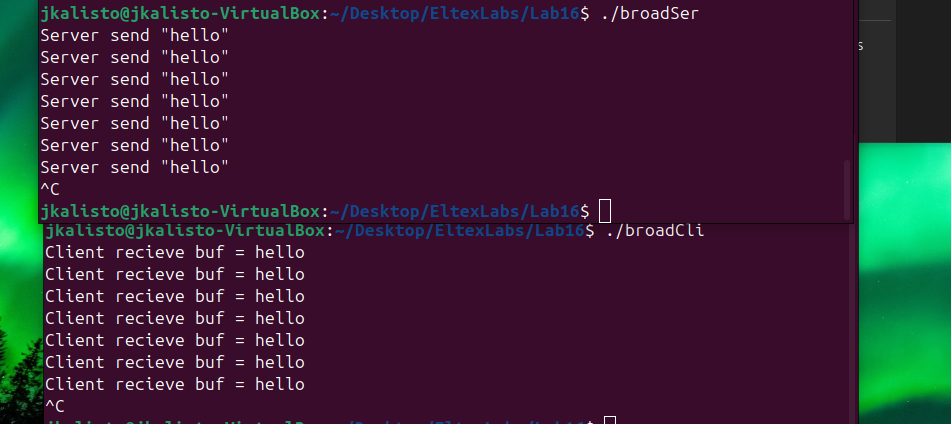 jkalisto@jkalisto-VirtualBox:~/Desktop/EltexLabs/Lab16$ ./broadSer
Server send "hello"
Server send "hello"
Server send "hello"
Server send "hello"
Server send "hello"
Server send "hello"
Server send "hello"
^C
jkalisto@jkalisto-VirtualBox:~/Desktop/EltexLabs/Lab16$
jkalisto@jkalisto-VirtualBox:~/Desktop/EltexLabs/Lab16$ ./broadCli
Client recieve buf = hello
Client recieve buf = hello
Client recieve buf = hello
Client recieve buf = hello
Client recieve buf = hello
Client recieve buf = hello
Client recieve buf = hello
^C